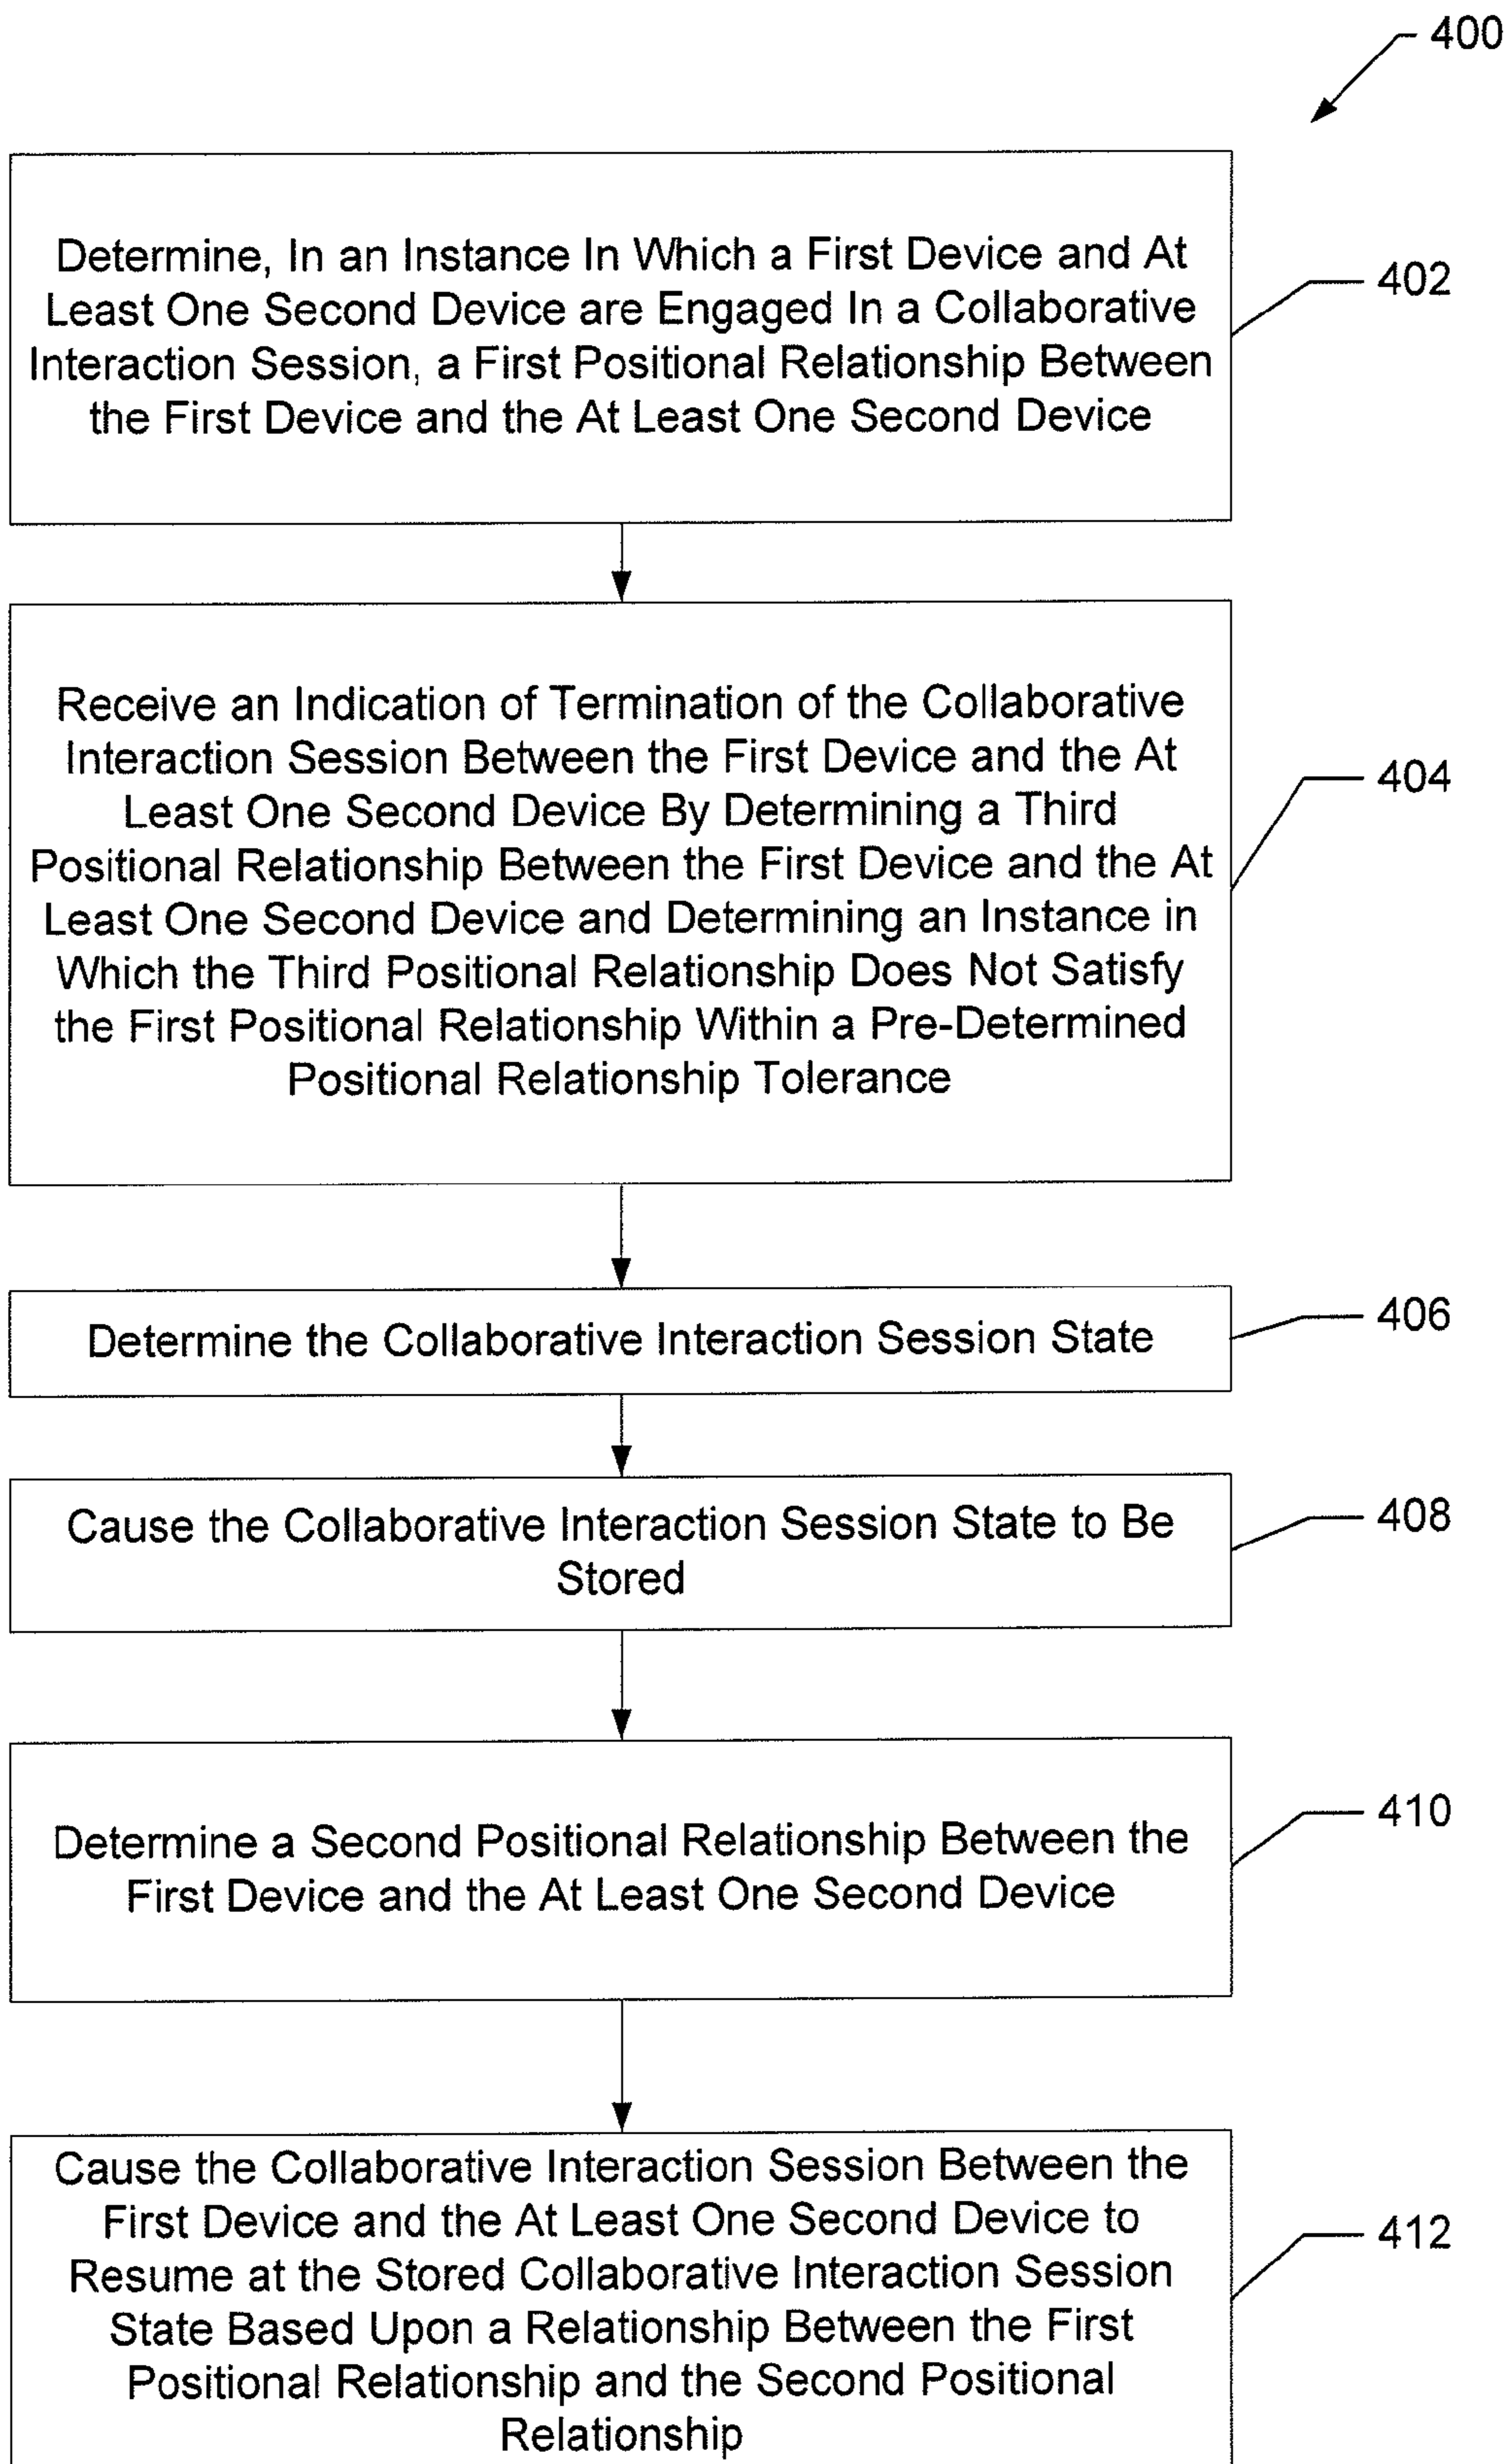 400
Determine, In an Instance In Which a First Device and At
Least One Second Device are Engaged In a Collaborative
Interaction Session, a First Positional Relationship Between
the First Device and the At Least One Second Device
402
Receive an Indication of Termination of the Collaborative
Interaction Session Between the First Device and the At
Least One Second Device By Determining a Third
Positional Relationship Between the First Device and the At
Least One Second Device and Determining an Instance in
Which the Third Positional Relationship Does Not Satisfy
the First Positional Relationship Within a Pre-Determined
Positional Relationship Tolerance
404
Determine the Collaborative Interaction Session State
406
Cause the Collaborative Interaction Session State to Be
Stored
408
Determine a Second Positional Relationship Between the
First Device and the At Least One Second Device
410
Cause the Collaborative Interaction Session Between the
First Device and the At Least One Second Device to
Resume at the Stored Collaborative Interaction Session
State Based Upon a Relationship Between the First
Positional Relationship and the Second Positional
Relationship
412